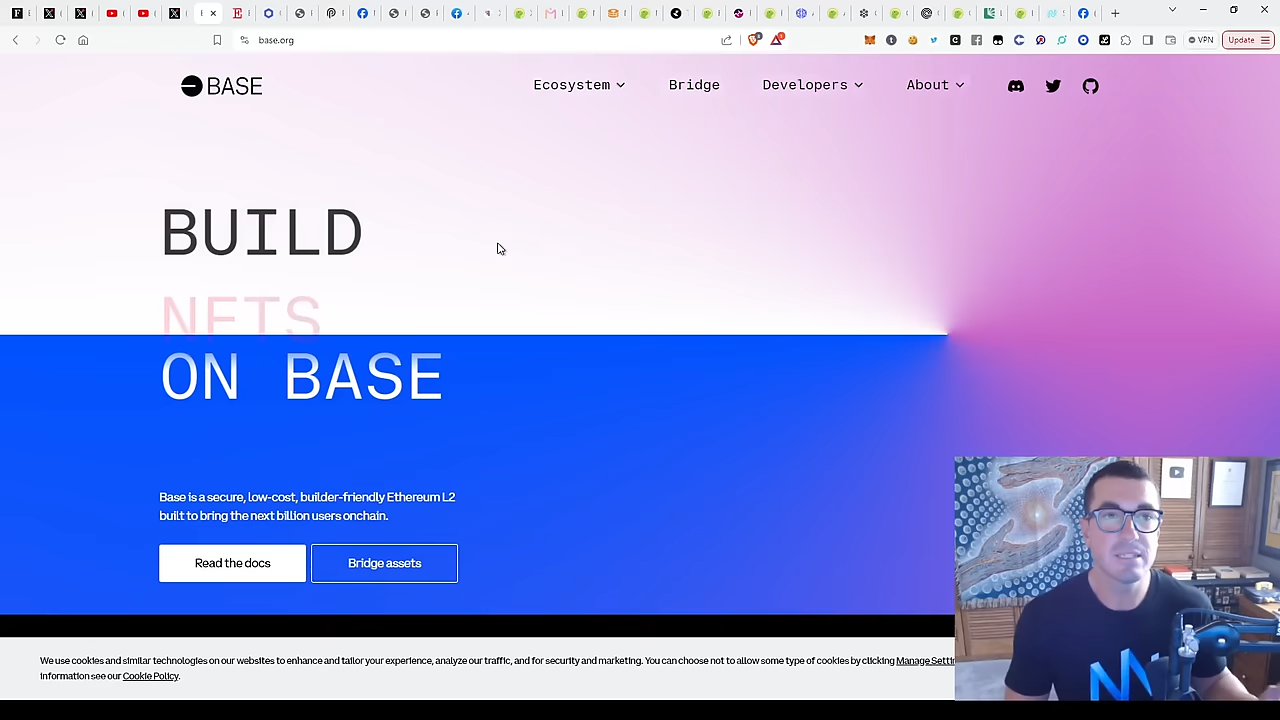 base.org
VPN
Update
BASE
Ecosystem
Bridge
Developers
About
BUILD
NFTS
ON BASE
Base is a secure, low-cost, builder-friendly Ethereum L2
built to bring the next billion users onchain.
Read the docs
Bridge assets
We use cookies and similar technologies on our websites to enhance and tailor your experience, analyze our traffic, and for security and marketing. You can choose not to allow some type of cookies by clicking Manage
information see our Cookie Policy.